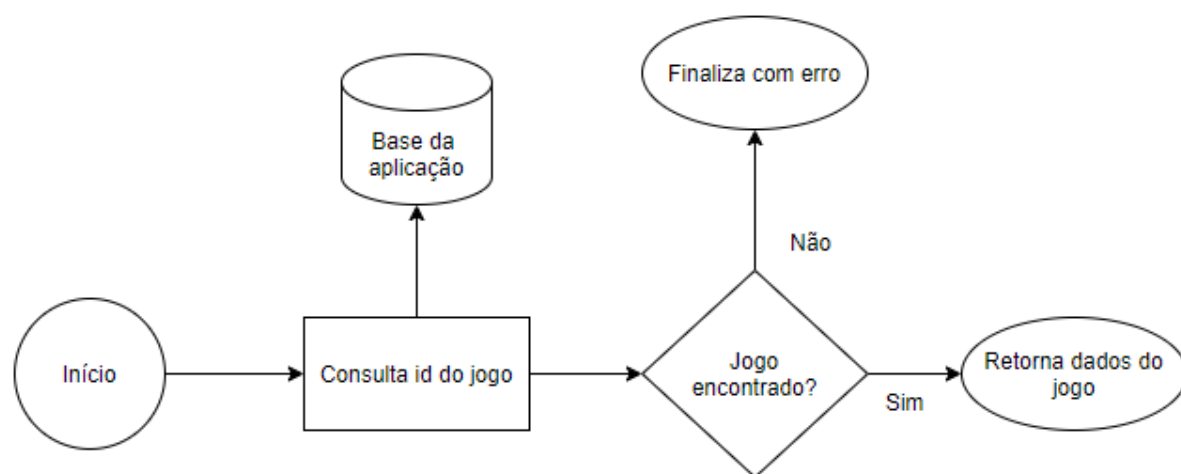 Início
Consulta id do jogo
Base da
aplicação
Jogo
encontrado?
Não
Finaliza com erro
Sim
Retorna dados do
jogo